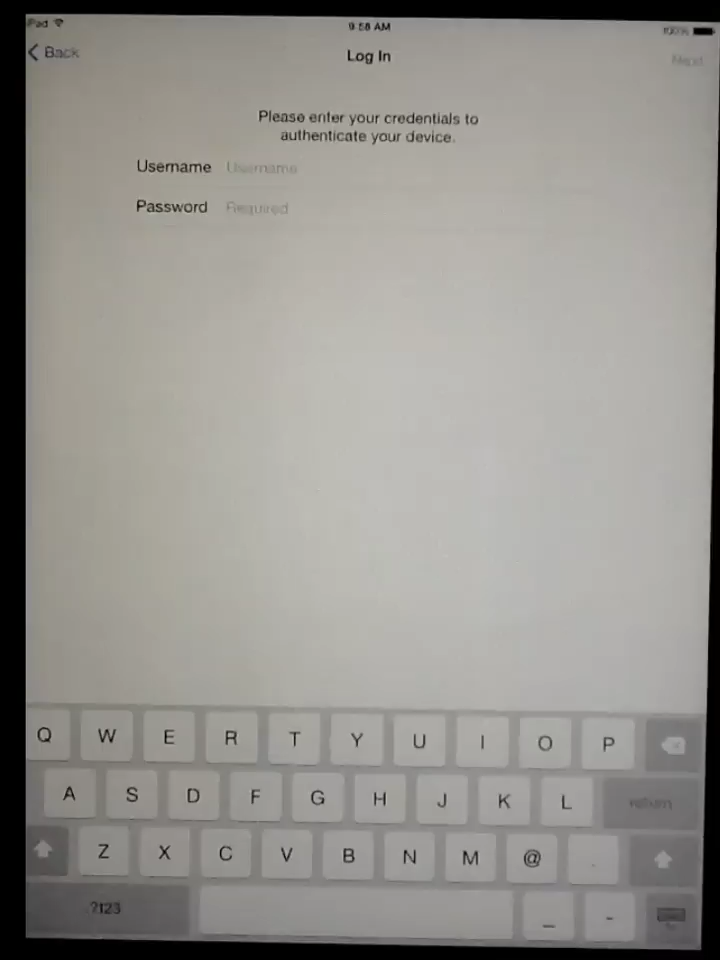 iPad 9:58 AM 100%
Back Log In Next
Please enter your credentials to
authenticate your device.
Username Username
Password Required
Q W E R T Y U I O P
A S D F G H J K L return
Z X C V B N M @ .
.?123 _ -